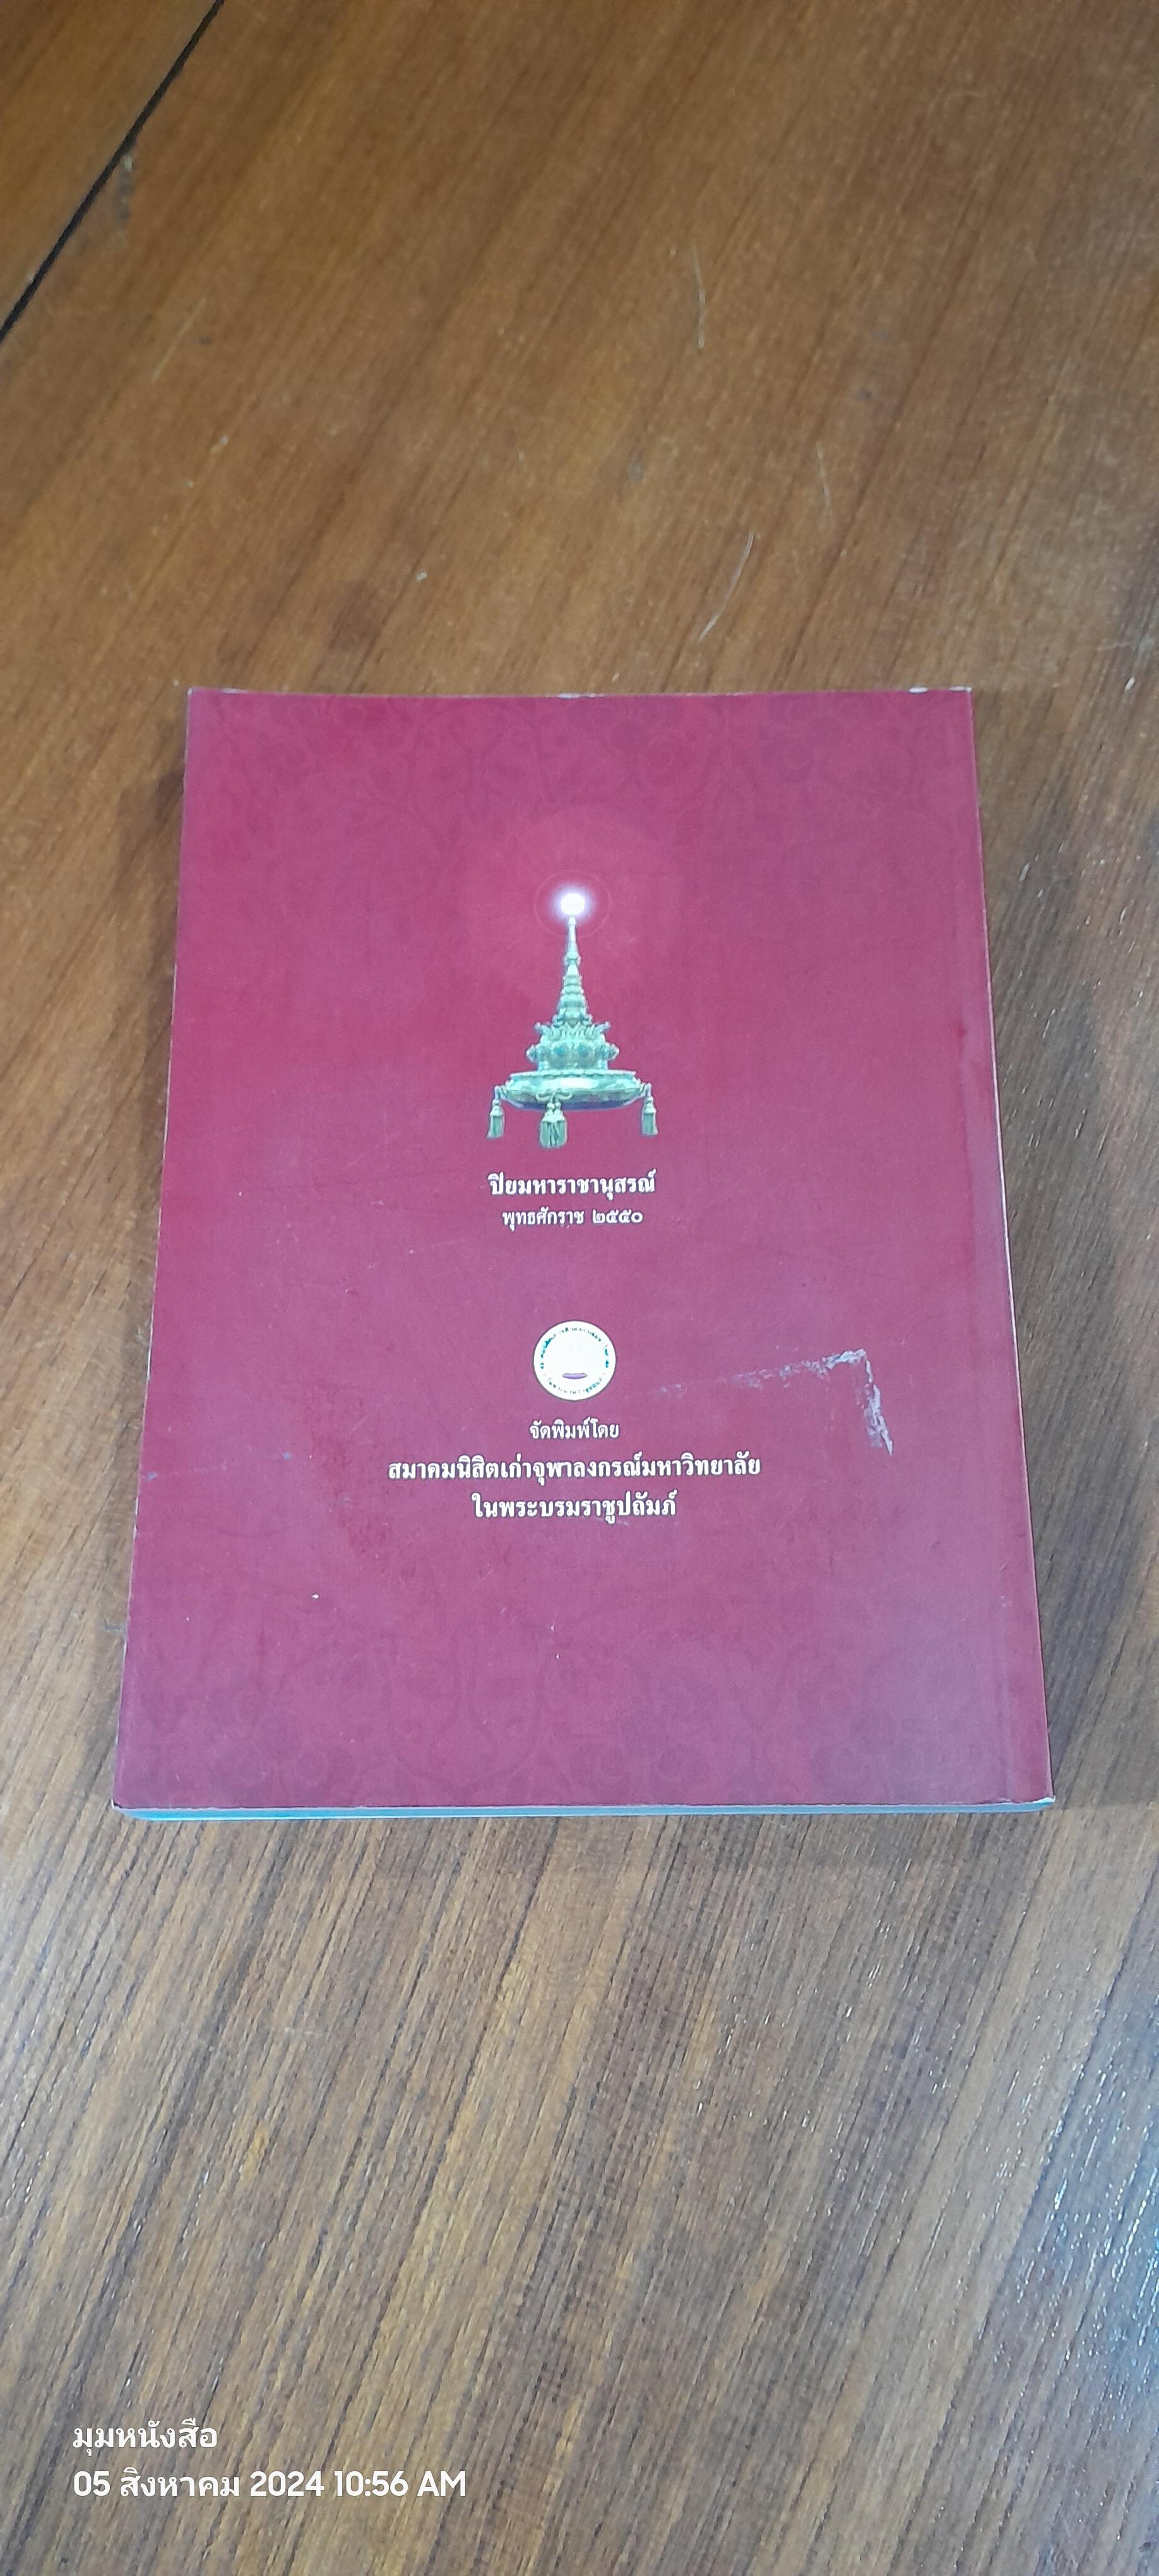 ปิยมหาราชานุสรณ์
พุทธศักราช ๒๕๕๐
จัดพิมพ์โดย
สมาคมนิสิตเก่าจุฬาลงกรณ์มหาวิทยาลัย
ในพระบรมราชูปถัมภ์
มุมหนังสือ
05 สิงหาคม 2024 10:56 AM